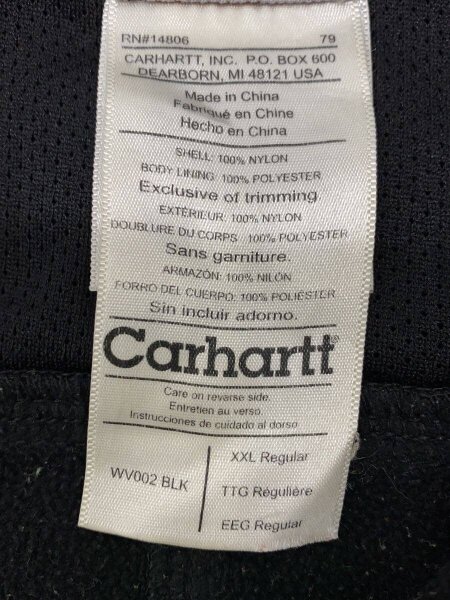 RN#14806 79
CARHARTT, INC. P.O. BOX 600
DEARBORN, MI 48121 USA
Made in China
Fabriqué en Chine
Hecho en China
SHELL: 100% NYLON
BODY LINING: 100% POLYESTER
Exclusive of trimming.
EXTÉRIEUR: 100% NYLON
DOUBLURE DU CORPS: 100% POLYESTER
Sans garniture.
ARMAZÓN: 100% NILÓN
FORRO DEL CUERPO: 100% POLIÉSTER
Sin incluir adorno.
Carhartt®
Care on reverse side.
Entretien au verso.
Instrucciones de cuidado al dorso
WV002 BLK
XXL Regular
TTG Régulière
EEG Regular